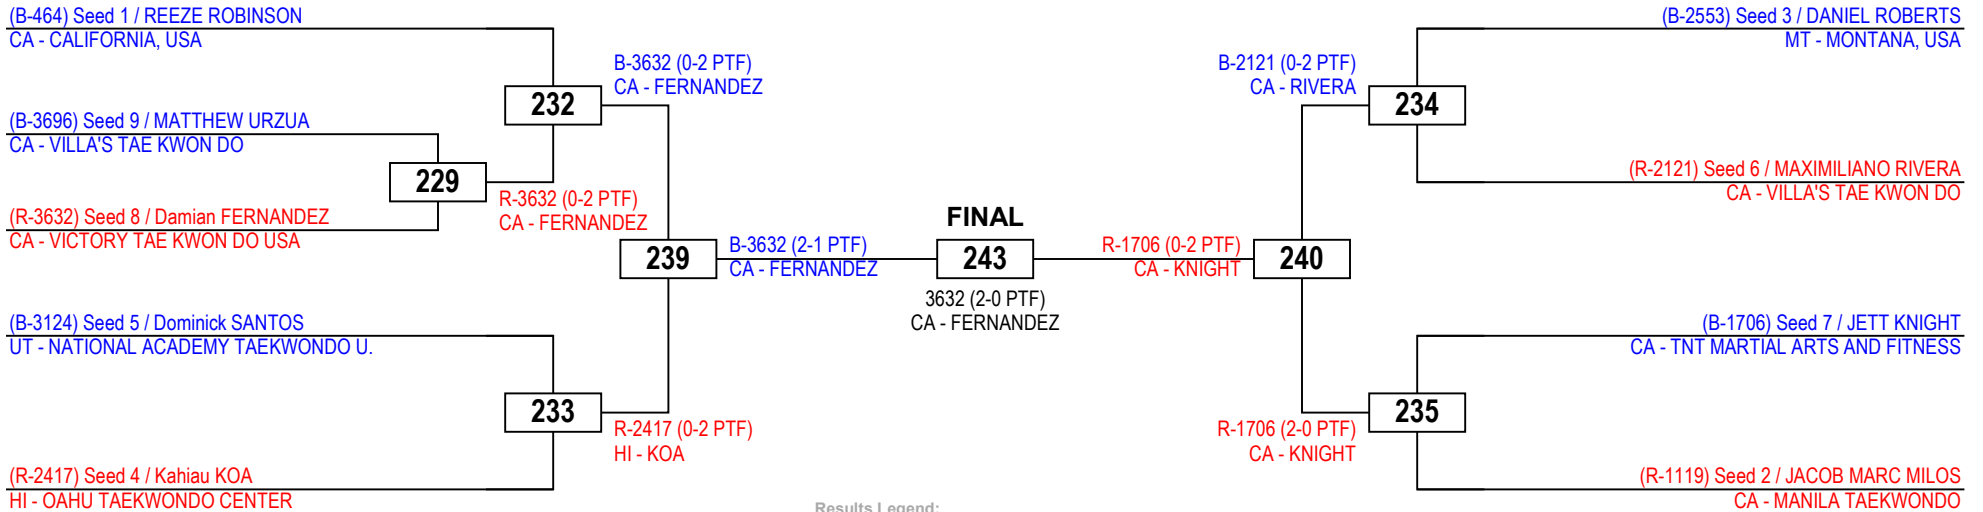 (B-464) Seed 1 / REEZE ROBINSON
CA - CALIFORNIA, USA
(B-3696) Seed 9 / MATTHEW URZUA
CA - VILLA'S TAE KWON DO
(R-3632) Seed 8 / Damian FERNANDEZ
CA - VICTORY TAE KWON DO USA
(B-3124) Seed 5 / Dominick SANTOS
UT - NATIONAL ACADEMY TAEKWONDO U.
(R-2417) Seed 4 / Kahiau KOA
HI - OAHU TAEKWONDO CENTER
229
R-3632 (0-2 PTF)
CA - FERNANDEZ
232
B-3632 (0-2 PTF)
CA - FERNANDEZ
233
R-2417 (0-2 PTF)
HI - KOA
239
B-3632 (2-1 PTF)
CA - FERNANDEZ
FINAL
243
3632 (2-0 PTF)
CA - FERNANDEZ
R-1706 (0-2 PTF)
CA - KNIGHT
240
B-2121 (0-2 PTF)
CA - RIVERA
234
R-1706 (2-0 PTF)
CA - KNIGHT
235
(B-2553) Seed 3 / DANIEL ROBERTS
MT - MONTANA, USA
(R-2121) Seed 6 / MAXIMILIANO RIVERA
CA - VILLA'S TAE KWON DO
(B-1706) Seed 7 / JETT KNIGHT
CA - TNT MARTIAL ARTS AND FITNESS
(R-1119) Seed 2 / JACOB MARC MILOS
CA - MANILA TAEKWONDO
Results Legend: